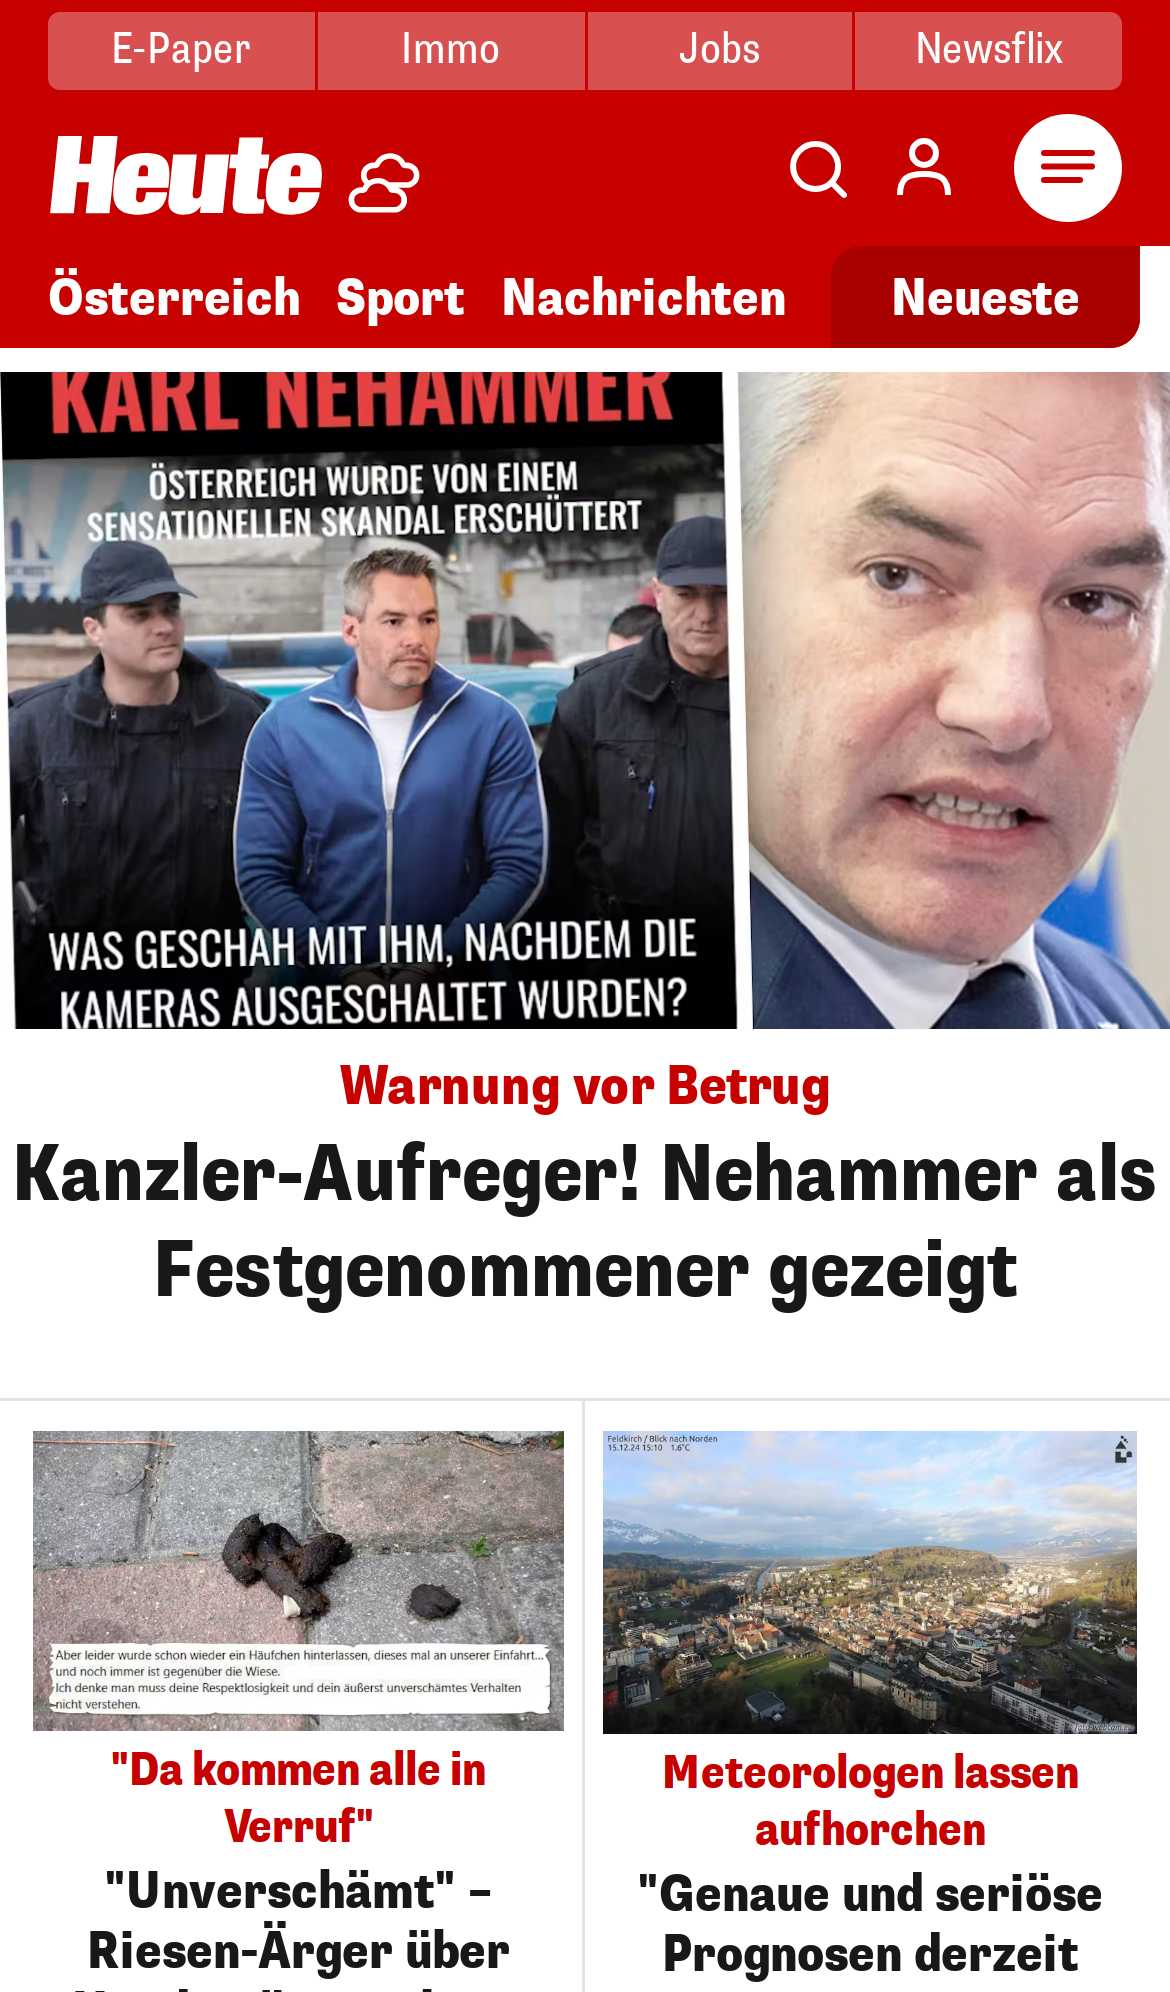 E-Paper
Immo
Jobs
Newsflix
Heute
Österreich
Sport
Nachrichten
Neueste
KARL NEHAMMER
ÖSTERREICH WURDE VON EINEM
SENSATIONELLEN SKANDAL ERSCHÜTTERT
WAS GESCHAH MIT IHM, NACHDEM DIE
KAMERAS AUSGESCHALTET WURDEN?
Warnung vor Betrug
Kanzler-Aufreger! Nehammer als
Festgenommener gezeigt
Aber leider wurde schon wieder ein Häufchen hinterlassen, dieses mal an unserer Einfahrt...
und noch immer ist gegenüber die Wiese.
Ich denke man muss deine Respektlosigkeit und dein äußerst unverschämtes Verhalten
nicht verstehen.
"Da kommen alle in
Verruf"
"Unverschämt" –
Riesen-Ärger über
Feldkirch / Blick nach Norden
15.12.24 15:10 1.6°C
Meteorologen lassen
aufhorchen
"Genaue und seriöse
Prognosen derzeit